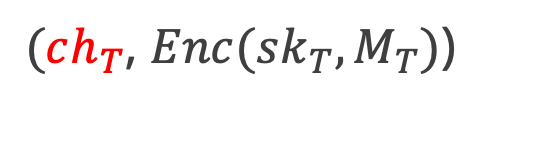 (ch_T, Enc(sk_T, M_T))